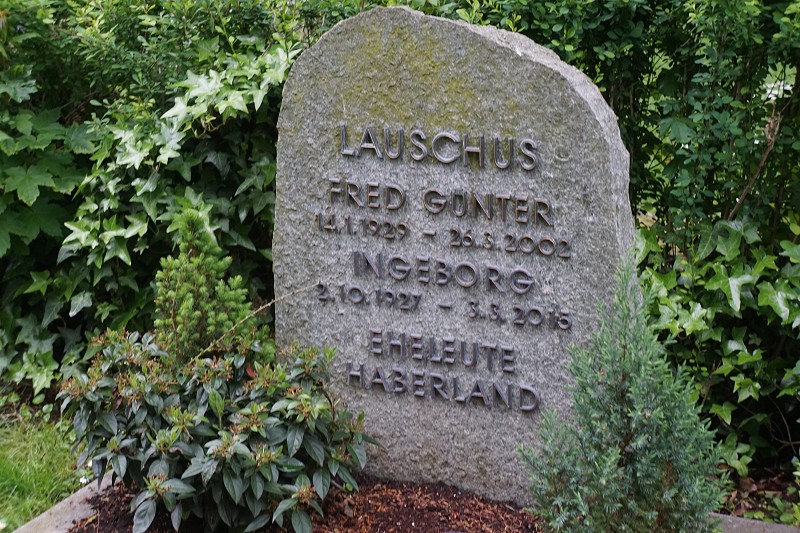 LAUSCHUS
FRED GÜNTER
14.1.1929 – 26.3.2002
INGEBORG
2.10.1927 – 3.3.2015
EHELEUTE
HABERLAND